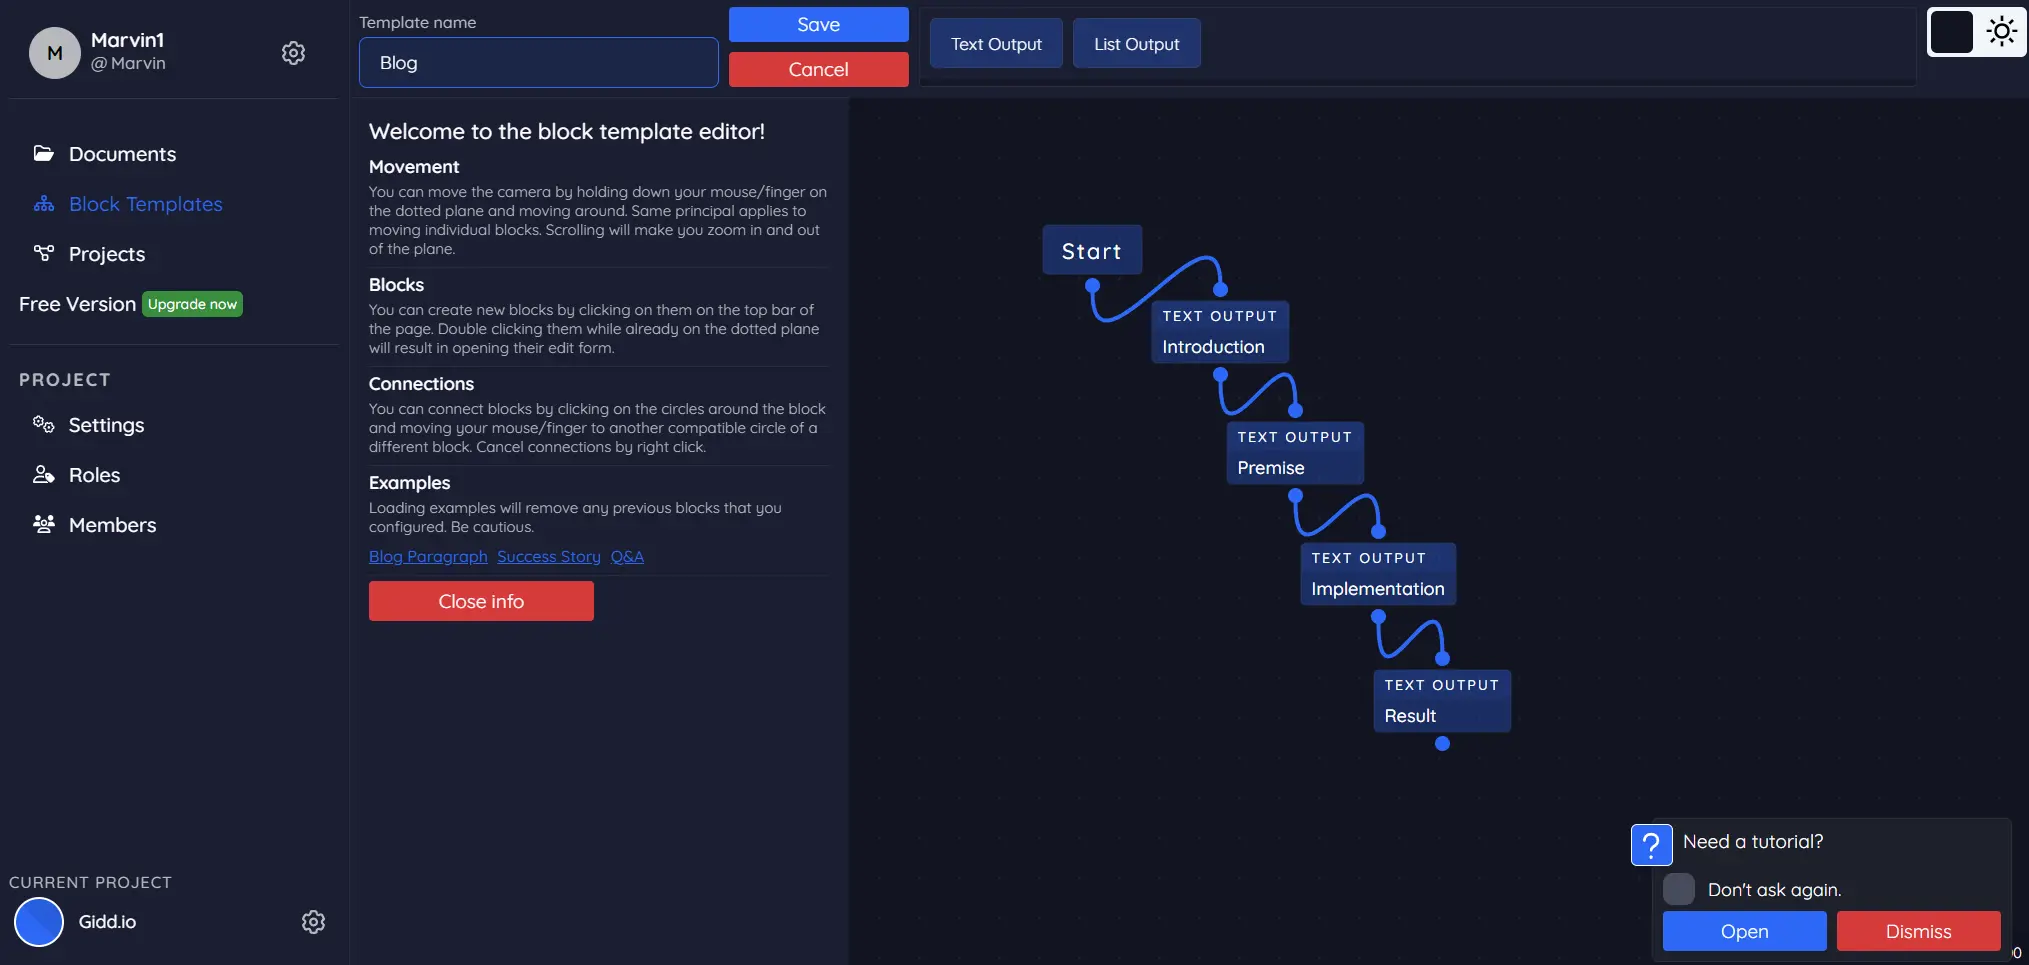 M
Marvin1
@ Marvin
Documents
Block Templates
Projects
Free Version Upgrade now
PROJECT
Settings
Roles
Members
CURRENT PROJECT
Gidd.io
Template name
Blog
Save
Cancel
Text Output
List Output
Welcome to the block template editor!
Movement
You can move the camera by holding down your mouse/finger on
the dotted plane and moving around. Same principal applies to
moving individual blocks. Scrolling will make you zoom in and out
of the plane.
Blocks
You can create new blocks by clicking on them on the top bar of
the page. Double clicking them while already on the dotted plane
will result in opening their edit form.
Connections
You can connect blocks by clicking on the circles around the block
and moving your mouse/finger to another compatible circle of a
different block. Cancel connections by right click.
Examples
Loading examples will remove any previous blocks that you
configured. Be cautious.
Blog Paragraph Success Story Q&A
Close info
Start
TEXT OUTPUT
Introduction
TEXT OUTPUT
Premise
TEXT OUTPUT
Implementation
TEXT OUTPUT
Result
?
Need a tutorial?
Don't ask again.
Open
Dismiss